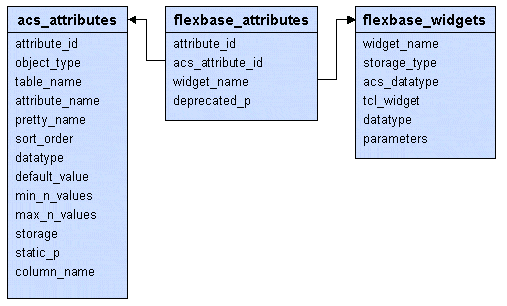 acs_attributes
attribute_id
object_type
table_name
attribute_name
pretty_name
sort_order
datatype
default_value
min_n_values
max_n_values
storage
static_p
column_name
flexbase_attributes
attribute_id
acs_attribute_id
widget_name
deprecated_p
flexbase_widgets
widget_name
storage_type
acs_datatype
tcl_widget
datatype
parameters